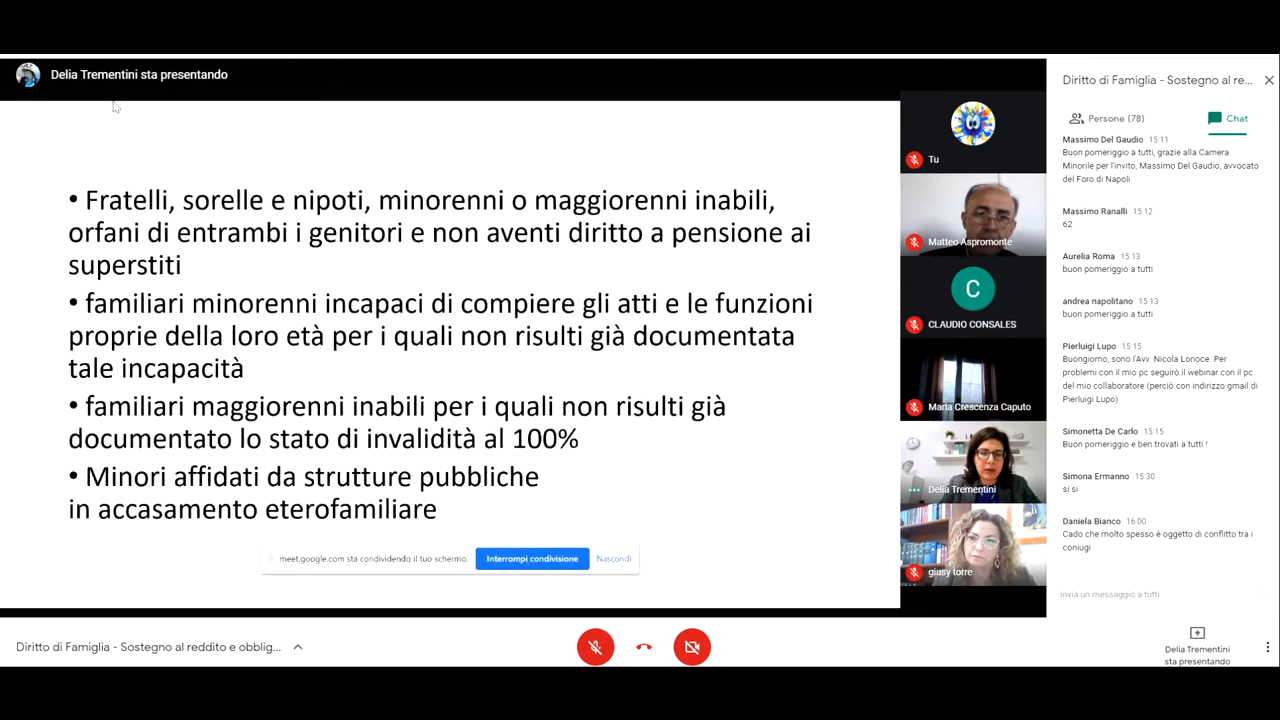 Delia Trementini sta presentando
• Fratelli, sorelle e nipoti, minorenni o maggiorenni inabili,
orfani di entrambi i genitori e non aventi diritto a pensione ai
superstiti
• familiari minorenni incapaci di compiere gli atti e le funzioni
proprie della loro età per i quali non risulti già documentata
tale incapacità
• familiari maggiorenni inabili per i quali non risulti già
documentato lo stato di invalidità al 100%
• Minori affidati da strutture pubbliche
in accasamento eterofamiliare
meet.google.com sta condividendo il tuo schermo.
Interrompi condivisione
Nascondi
Tu
Matteo Aspromonte
C
CLAUDIO CONSALES
Maria Crescenza Caputo
Delia Trementini
giusy torre
Diritto di Famiglia - Sostegno al re...
Persone (78)
Chat
Massimo Del Gaudio 15:11
Buon pomeriggio a tutti, grazie alla Camera
Minorile per l'invito, Massimo Del Gaudio, avvocato
del Foro di Napoli
Massimo Ranalli 15:12
62
Aurelia Roma 15:13
buon pomeriggio a tutti
andrea napolitano 15:13
buon pomeriggio a tutti
Pierluigi Lupo 15:15
Buongiorno, sono l'Avv. Nicola Lonoce. Per
problemi con il mio pc seguirò il webinar con il pc
del mio collaboratore (perciò con indirizzo gmail di
Pierluigi Lupo)
Simonetta De Carlo 15:15
Buon pomeriggio e ben trovati a tutti !
Simona Ermanno 15:30
si si
Daniela Bianco 16:00
Cado che molto spesso è oggetto di conflitto tra i
coniugi
Invia un messaggio a tutti
Diritto di Famiglia - Sostegno al reddito e obblig...
Delia Trementini
sta presentando